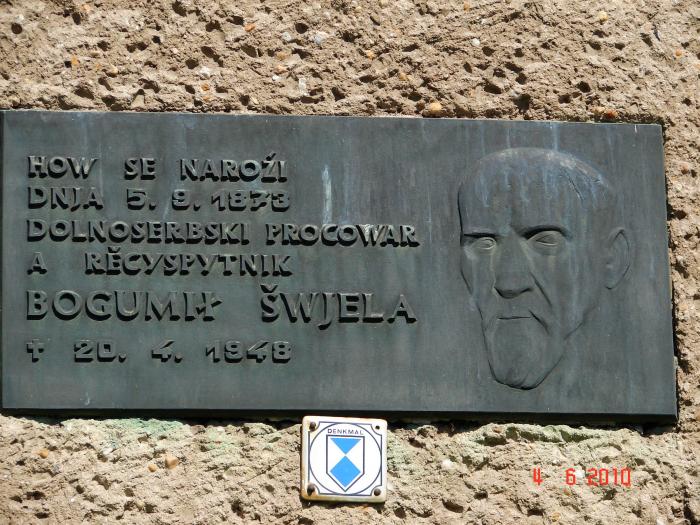 HOW SE NAROŹI
DNJA 5. 9. 1873
DOLNOSERBSKI PROCOWAR
A RĚCYSPYTNIK
BOGUMIŁ ŠWJELA
† 20. 4. 1948
DENKMAL
4 6 2010